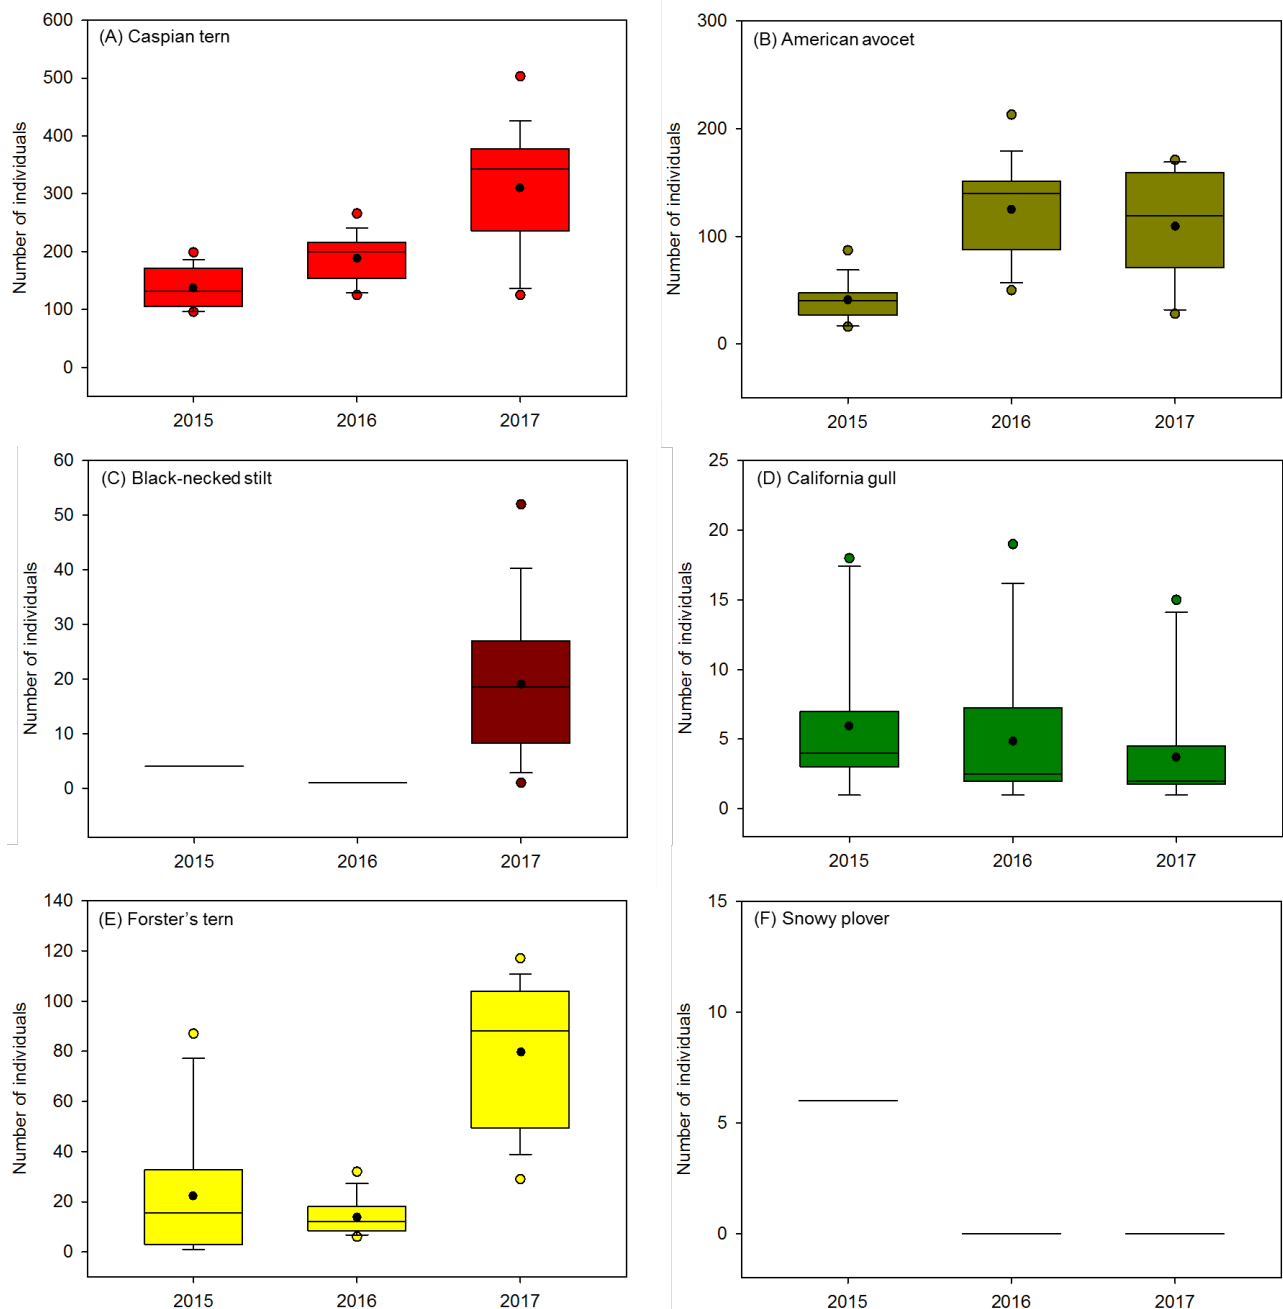 (A) Caspian tern
Number of individuals
600
500
400
300
200
100
0
2015 2016 2017
(B) American avocet
Number of individuals
300
200
100
0
2015 2016 2017
(C) Black-necked stilt
Number of individuals
60
50
40
30
20
10
0
2015 2016 2017
(D) California gull
Number of individuals
25
20
15
10
5
0
2015 2016 2017
(E) Forster’s tern
Number of individuals
140
120
100
80
60
40
20
0
2015 2016 2017
(F) Snowy plover
Number of individuals
15
10
5
0
2015 2016 2017